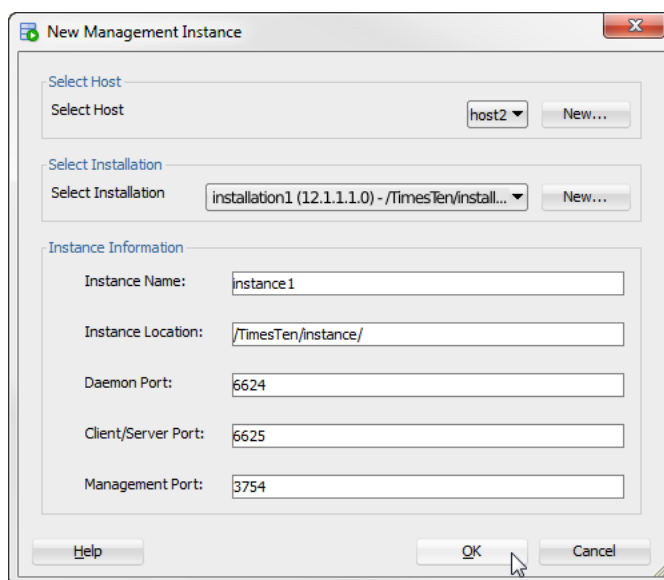 New Management Instance
Select Host
Select Host host2 New...
Select Installation
Select Installation installation1 (12.1.1.1.0) - /TimesTen/install... New...
Instance Information
Instance Name: instance1
Instance Location: /TimesTen/instance/
Daemon Port: 6624
Client/Server Port: 6625
Management Port: 3754
Help OK Cancel